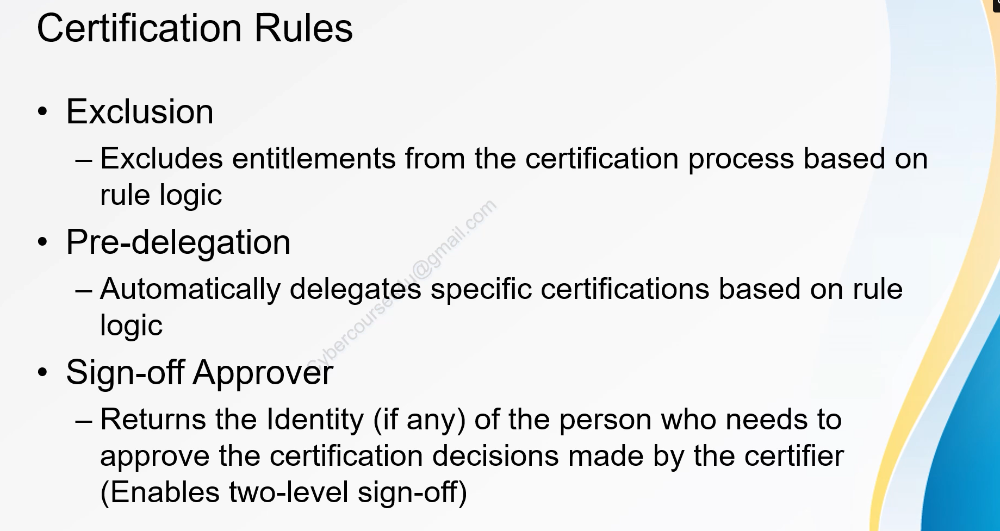 Certification Rules
• Exclusion
– Excludes entitlements from the certification process based on
rule logic
• Pre-delegation
– Automatically delegates specific certifications based on rule
logic
• Sign-off Approver
– Returns the Identity (if any) of the person who needs to
approve the certification decisions made by the certifier
(Enables two-level sign-off)
Cybercourseedu@gmail.com